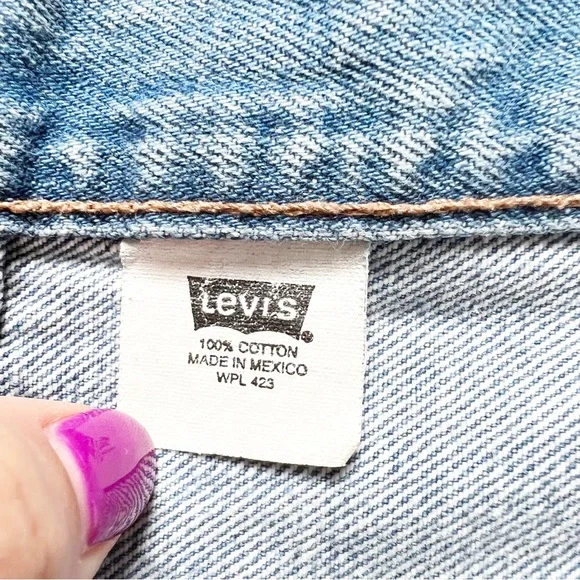 Levi's
100% COTTON
MADE IN MEXICO
WPL 423